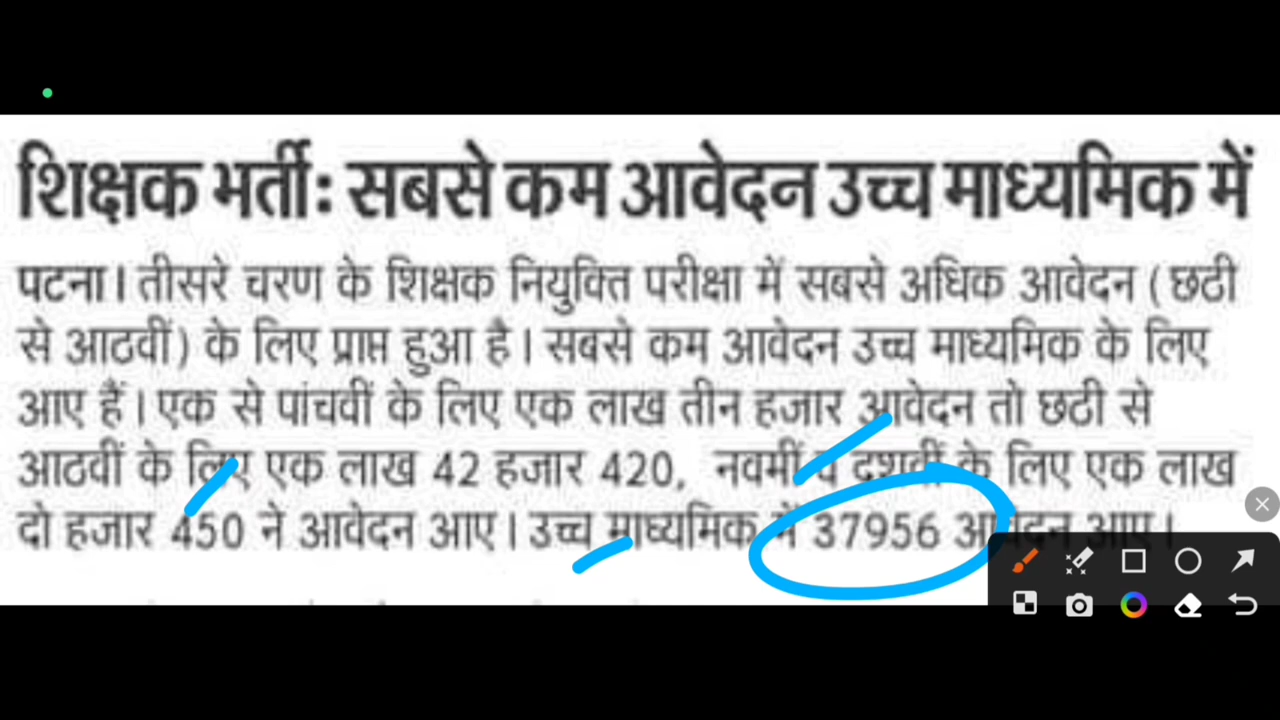 शिक्षक भर्ती: सबसे कम आवेदन उच्च माध्यमिक में
पटना। तीसरे चरण के शिक्षक नियुक्ति परीक्षा में सबसे अधिक आवेदन (छठी
से आठवीं) के लिए प्राप्त हुआ है। सबसे कम आवेदन उच्च माध्यमिक के लिए
आए हैं। एक से पांचवीं के लिए एक लाख तीन हजार आवेदन तो छठी से
आठवीं के लिए एक लाख 42 हजार 420, नवमीं व दशवीं के लिए एक लाख
दो हजार 450 ने आवेदन आए। उच्च माध्यमिक में 37956 आवेदन आए।